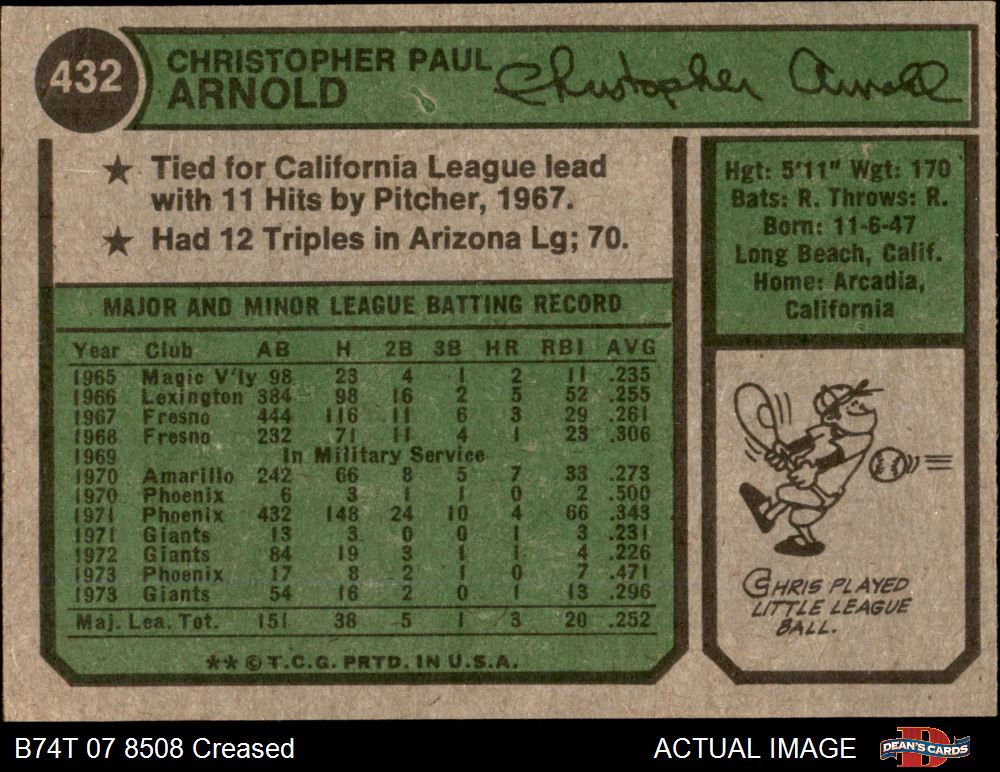 432
CHRISTOPHER PAUL
ARNOLD
Christopher Arnold
★ Tied for California League lead
with 11 Hits by Pitcher, 1967.
★ Had 12 Triples in Arizona Lg; 70.
Hgt: 5'11" Wgt: 170
Bats: R. Throws: R.
Born: 11-6-47
Long Beach, Calif.
Home: Arcadia,
California
MAJOR AND MINOR LEAGUE BATTING RECORD
Year Club AB H 2B 3B HR RBI AVG
1965 Magic V'ly 98 23 4 1 2 11 .235
1966 Lexington 384 98 16 2 5 52 .255
1967 Fresno 444 116 11 6 3 29 .261
1968 Fresno 232 71 11 4 1 23 .306
1969 In Military Service
1970 Amarillo 242 66 8 5 7 33 .273
1970 Phoenix 6 3 1 1 0 2 .500
1971 Phoenix 432 148 24 10 4 66 .343
1971 Giants 13 3 0 0 1 3 .231
1972 Giants 84 19 3 1 1 4 .226
1973 Phoenix 17 8 2 1 0 7 .471
1973 Giants 54 16 2 0 1 13 .296
Maj. Lea. Tot. 151 38 5 1 3 20 .252
** © T.C.G. PRTD. IN U.S.A.
CHRIS PLAYED
LITTLE LEAGUE
BALL.
B74T 07 8508 Creased
ACTUAL IMAGE
D
DEAN'S CARDS